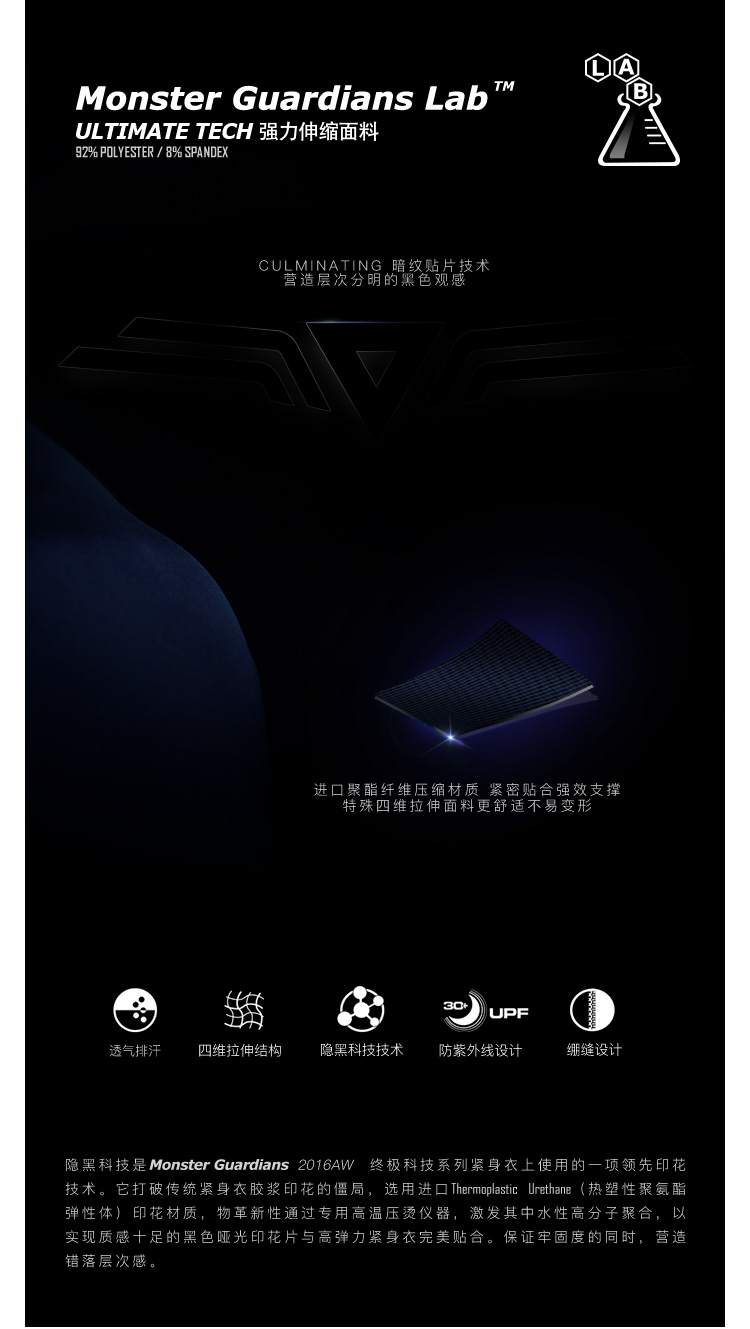 L A
B
Monster Guardians Lab™
ULTIMATE TECH 强力伸缩面料
92% POLYESTER / 8% SPANDEX
CULMINATING 暗纹贴片技术
营造层次分明的黑色观感
进口聚酯纤维压缩材质 紧密贴合强效支撑
特殊四维拉伸面料更舒适不易变形
30+ UPF
透气排汗 四维拉伸结构 隐黑科技技术 防紫外线设计 绷缝设计
隐黑科技是Monster Guardians 2016AW 终极科技系列紧身衣上使用的一项领先印花
技术。它打破传统紧身衣胶浆印花的僵局，选用进口Thermoplastic Urethane（热塑性聚氨酯
弹性体）印花材质，物革新性通过专用高温压烫仪器，激发其中水性高分子聚合，以
实现质感十足的黑色哑光印花片与高弹力紧身衣完美贴合。保证牢固度的同时，营造
错落层次感。